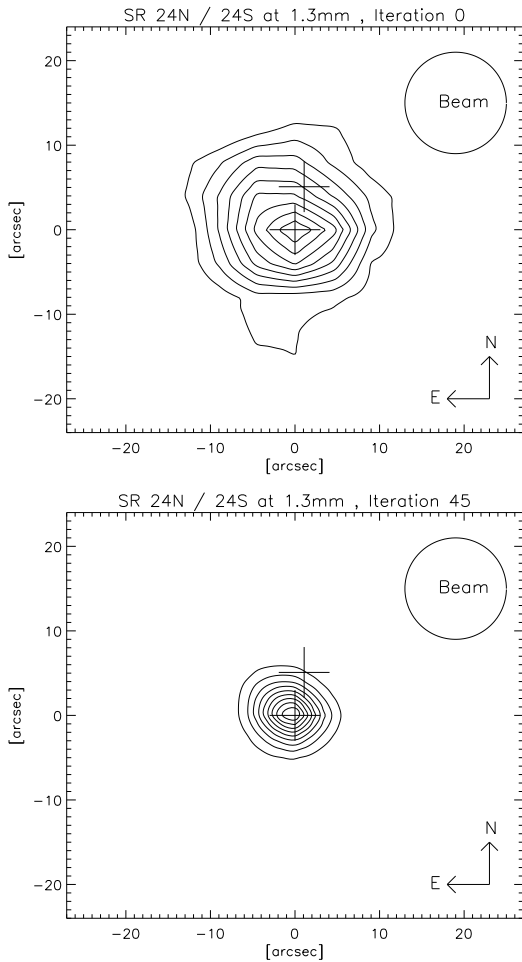 SR 24N / 24S at 1.3mm , Iteration 0
20
Beam
10
0
[arcsec]
−10
N
−20
E
−20 −10 0 10 20
[arcsec]
SR 24N / 24S at 1.3mm , Iteration 45
20
Beam
10
0
[arcsec]
−10
N
−20
E
−20 −10 0 10 20
[arcsec]